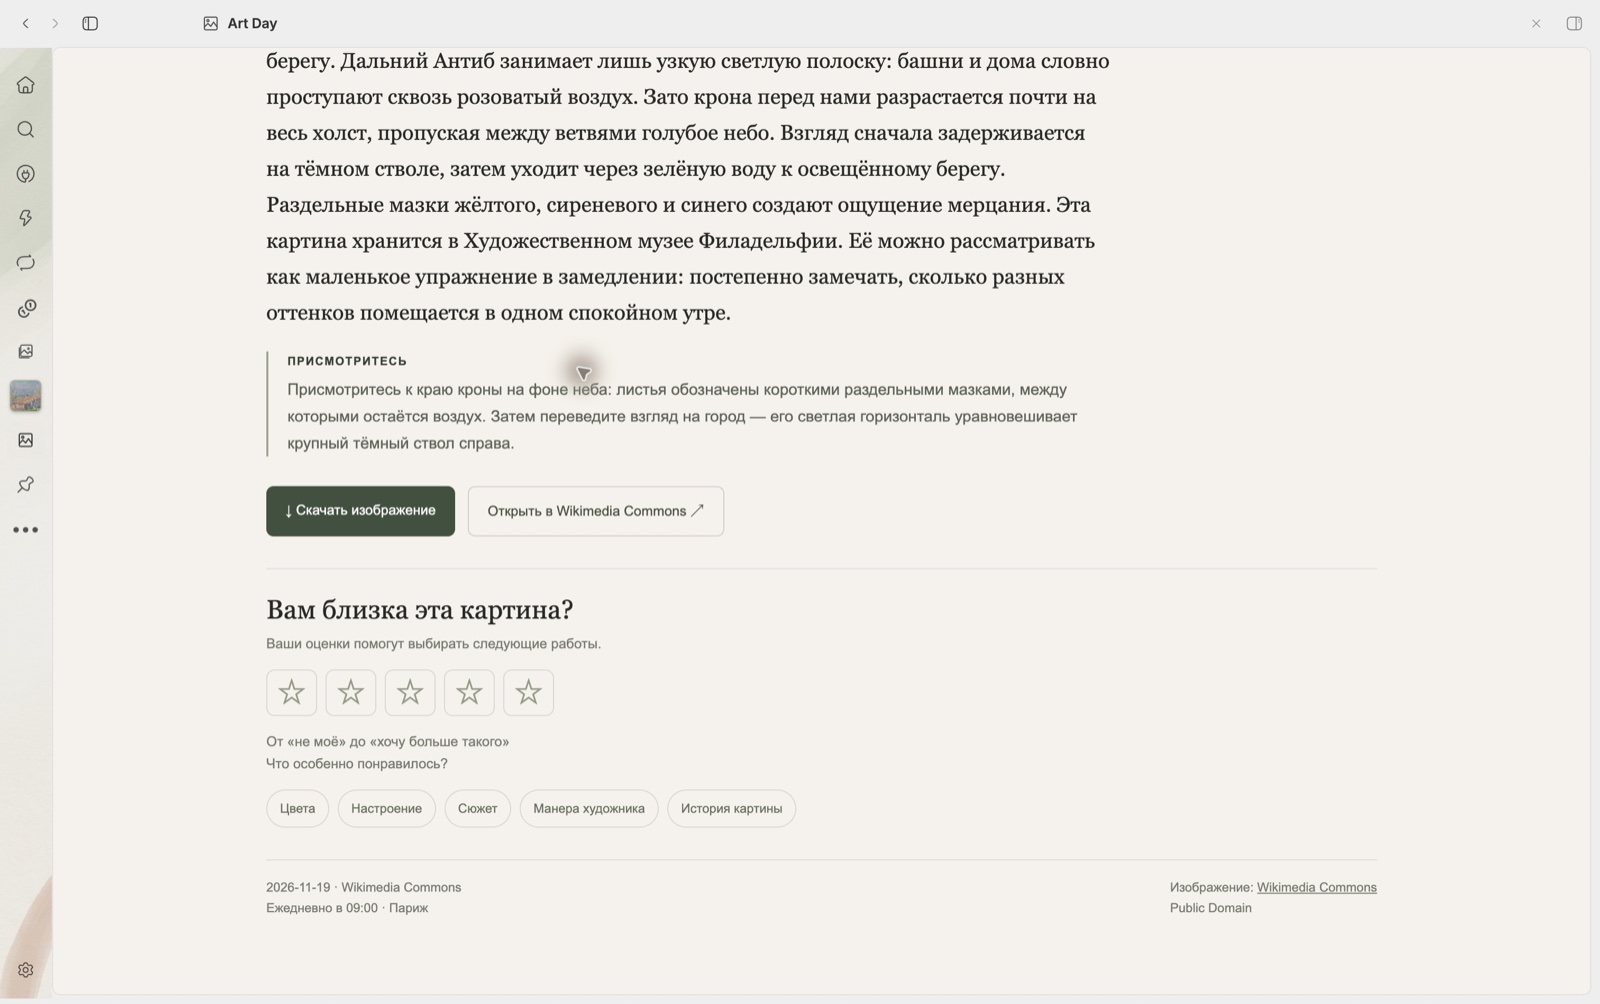 Art Day
берегу. Дальний Антиб занимает лишь узкую светлую полоску: башни и дома словно
проступают сквозь розоватый воздух. Зато крона перед нами разрастается почти на
весь холст, пропуская между ветвями голубое небо. Взгляд сначала задерживается
на тёмном стволе, затем уходит через зелёную воду к освещённому берегу.
Раздельные мазки жёлтого, сиреневого и синего создают ощущение мерцания. Эта
картина хранится в Художественном музее Филадельфии. Её можно рассматривать
как маленькое упражнение в замедлении: постепенно замечать, сколько разных
оттенков помещается в одном спокойном утре.
ПРИСМОТРИТЕСЬ
Присмотритесь к краю кроны на фоне неба: листья обозначены короткими раздельными мазками, между
которыми остаётся воздух. Затем переведите взгляд на город — его светлая горизонталь уравновешивает
крупный тёмный ствол справа.
↓ Скачать изображение
Открыть в Wikimedia Commons ↗
Вам близка эта картина?
Ваши оценки помогут выбирать следующие работы.
От «не моё» до «хочу больше такого»
Что особенно понравилось?
Цвета
Настроение
Сюжет
Манера художника
История картины
2026-11-19 · Wikimedia Commons
Ежедневно в 09:00 · Париж
Изображение: Wikimedia Commons
Public Domain